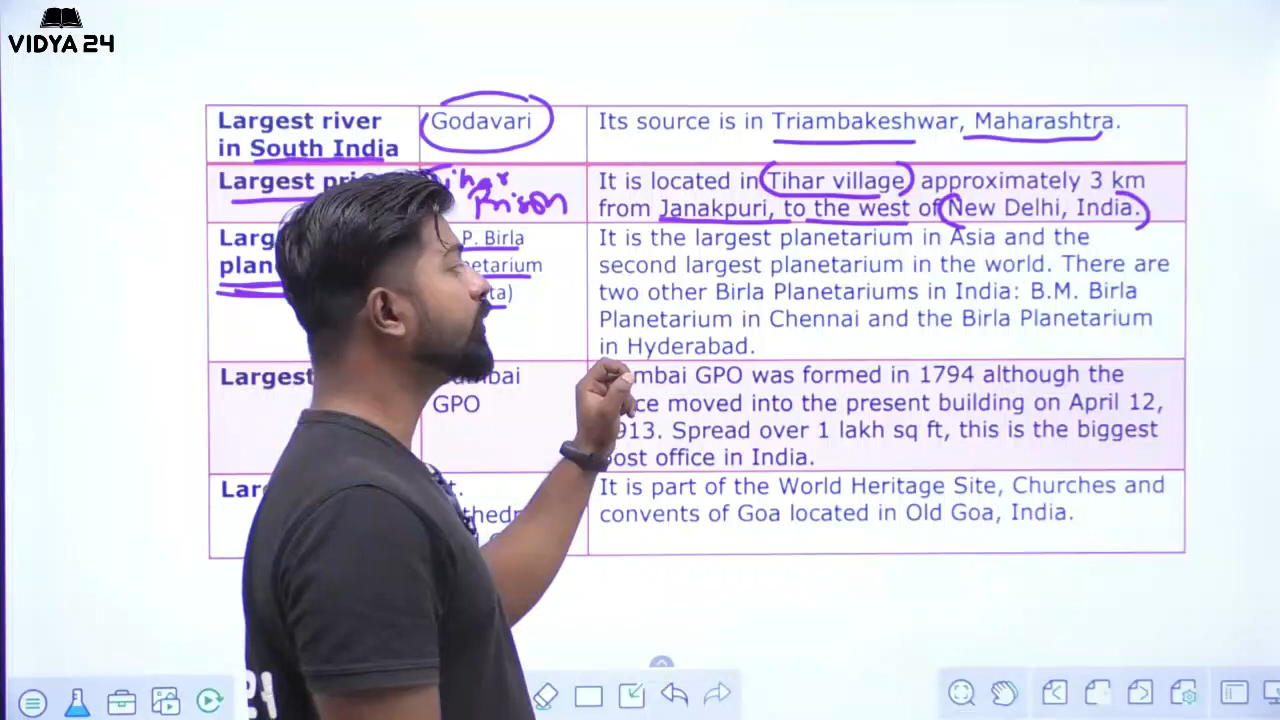 VIDYA 24
Largest river
in South India
Godavari
Its source is in Triambakeshwar, Maharashtra.
Largest
Tihar
Prison
It is located in Tihar village, approximately 3 km
from Janakpuri, to the west of New Delhi, India.
P. Birla
It is the largest planetarium in Asia and the
second largest planetarium in the world. There are
two other Birla Planetariums in India: B.M. Birla
Planetarium in Chennai and the Birla Planetarium
in Hyderabad.
Largest
GPO
GPO was formed in 1794 although the
moved into the present building on April 12,
Spread over 1 lakh sq ft, this is the biggest
post office in India.
It is part of the World Heritage Site, Churches and
convents of Goa located in Old Goa, India.
24